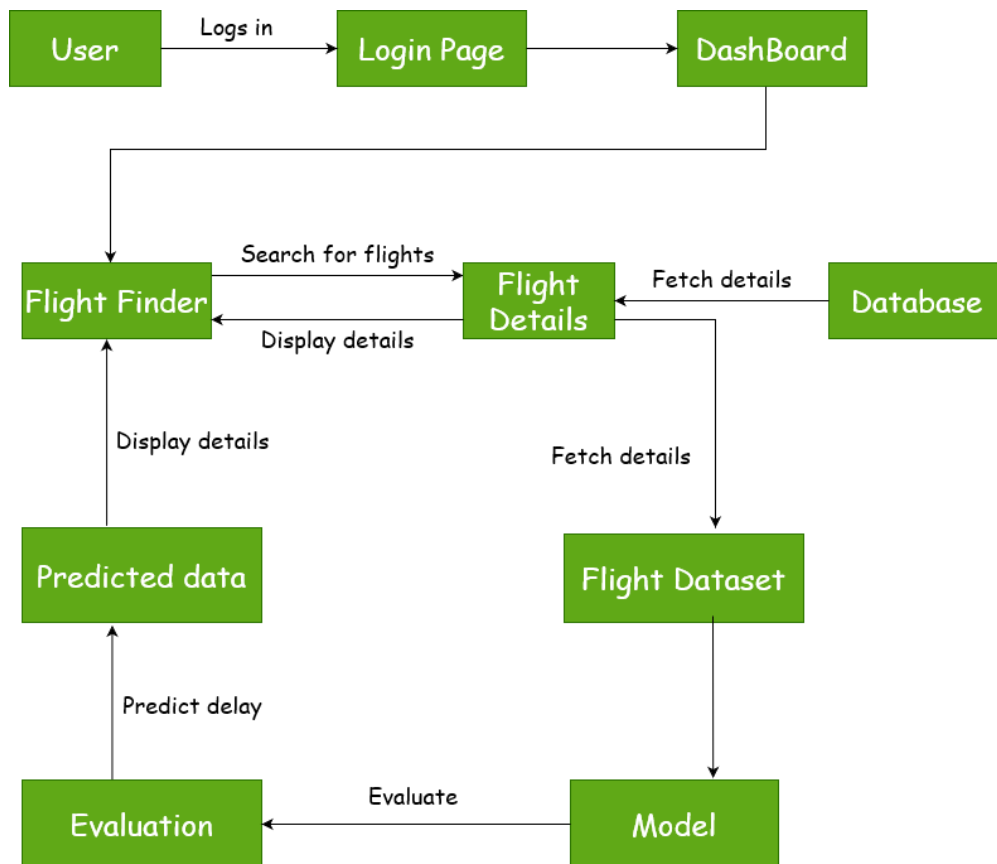 User
Logs in
Login Page
DashBoard
Flight Finder
Search for flights
Display details
Flight
Details
Fetch details
Database
Display details
Fetch details
Predicted data
Flight Dataset
Predict delay
Evaluation
Evaluate
Model